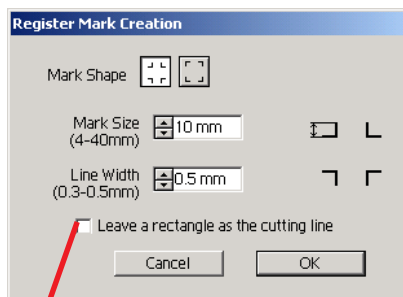 Register Mark Creation
Mark Shape
Mark Size
(4-40mm)
10 mm
Line Width
(0.3-0.5mm)
0.5 mm
Leave a rectangle as the cutting line
Cancel
OK